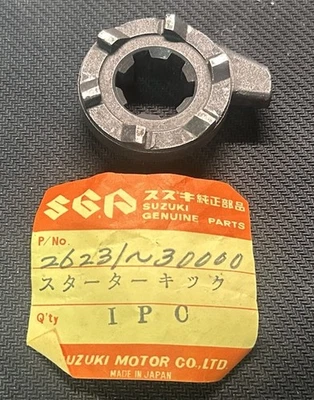 SGP スズキ純正部品
SUZUKI
GENUINE PARTS
P/No.
26231~30000
スターターキック
Q'ty
1PC
SUZUKI MOTOR CO.,LTD.
MADE IN JAPAN